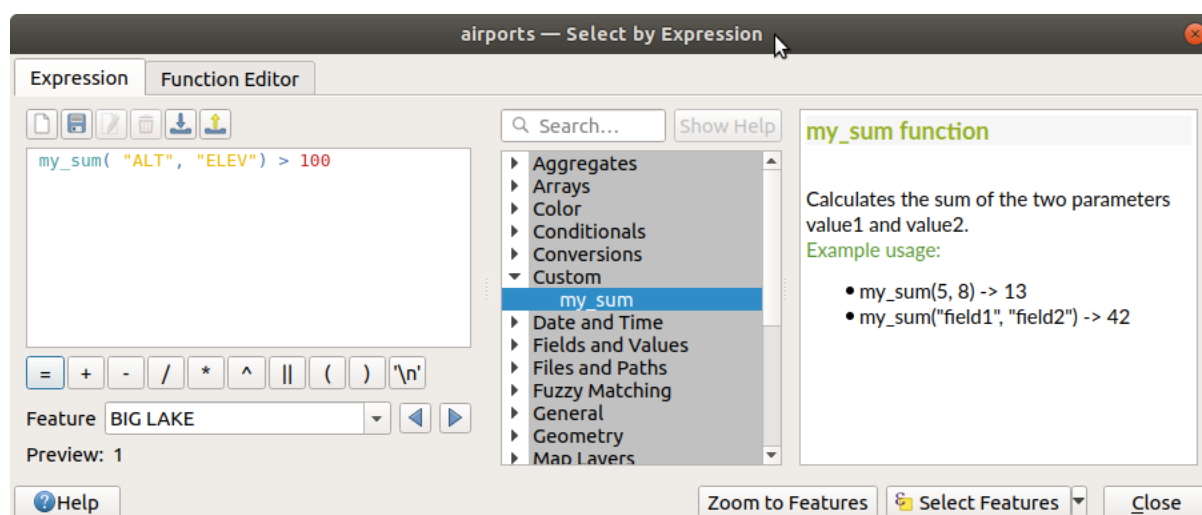 airports — Select by Expression
Expression
Function Editor
my_sum( "ALT", "ELEV") > 100
= + - / * ^ || ( ) '\n'
Feature BIG LAKE
Preview: 1
Search...
Show Help
Aggregates
Arrays
Color
Conditionals
Conversions
Custom
my_sum
Date and Time
Fields and Values
Files and Paths
Fuzzy Matching
General
Geometry
Map Layers
my_sum function
Calculates the sum of the two parameters
value1 and value2.
Example usage:
• my_sum(5, 8) -> 13
• my_sum("field1", "field2") -> 42
Help
Zoom to Features
Select Features
Close